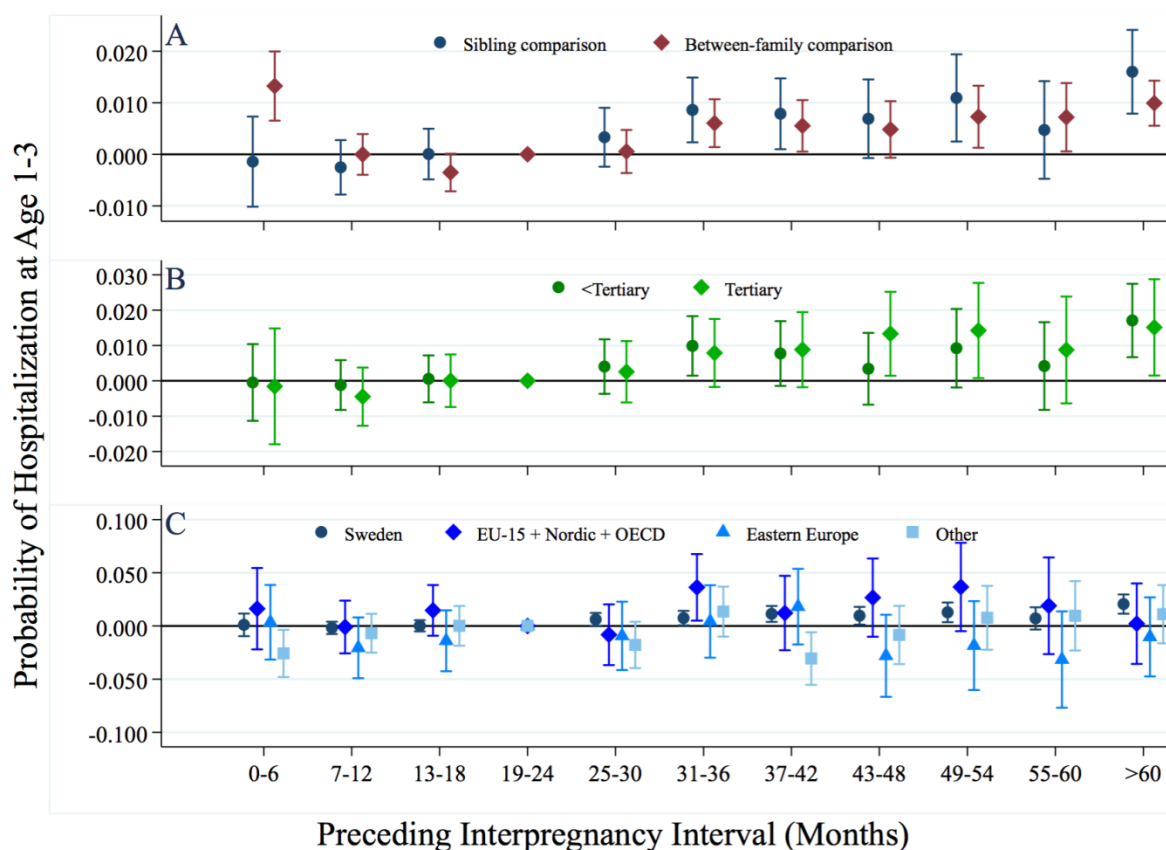 A
Sibling comparison Between-family comparison
0.020
0.010
0.000
-0.010
B
<Tertiary Tertiary
0.030
0.020
0.010
0.000
-0.010
-0.020
C
Sweden EU-15 + Nordic + OECD Eastern Europe Other
0.100
0.050
0.000
-0.050
-0.100
0-6 7-12 13-18 19-24 25-30 31-36 37-42 43-48 49-54 55-60 >60
Probability of Hospitalization at Age 1-3
Preceding Interpregnancy Interval (Months)